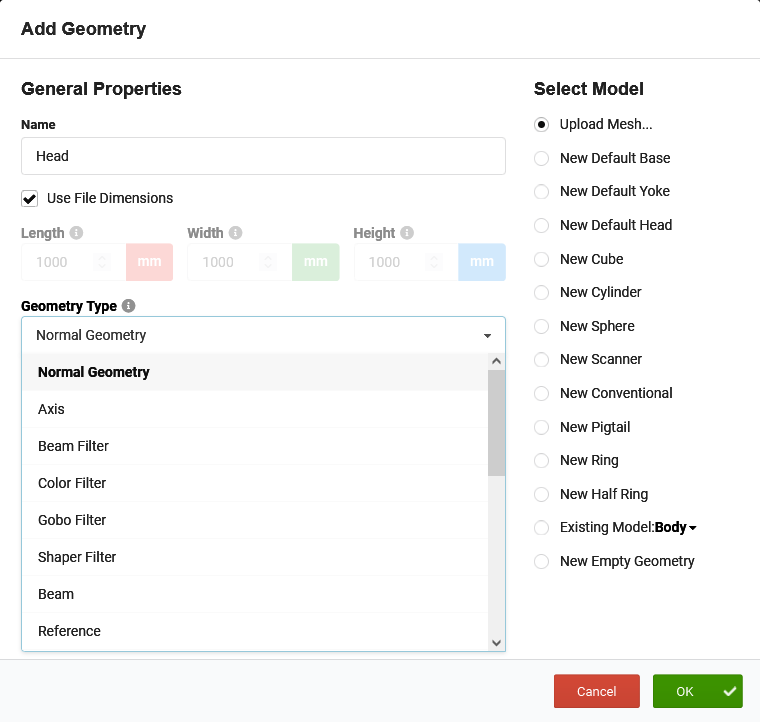 Add Geometry
General Properties
Name
Head
Use File Dimensions
Length
Width
Height
1000 mm
1000 mm
1000 mm
Geometry Type
Normal Geometry
Normal Geometry
Axis
Beam Filter
Color Filter
Gobo Filter
Shaper Filter
Beam
Reference
Select Model
Upload Mesh...
New Default Base
New Default Yoke
New Default Head
New Cube
New Cylinder
New Sphere
New Scanner
New Conventional
New Pigtail
New Ring
New Half Ring
Existing Model:Body
New Empty Geometry
Cancel
OK